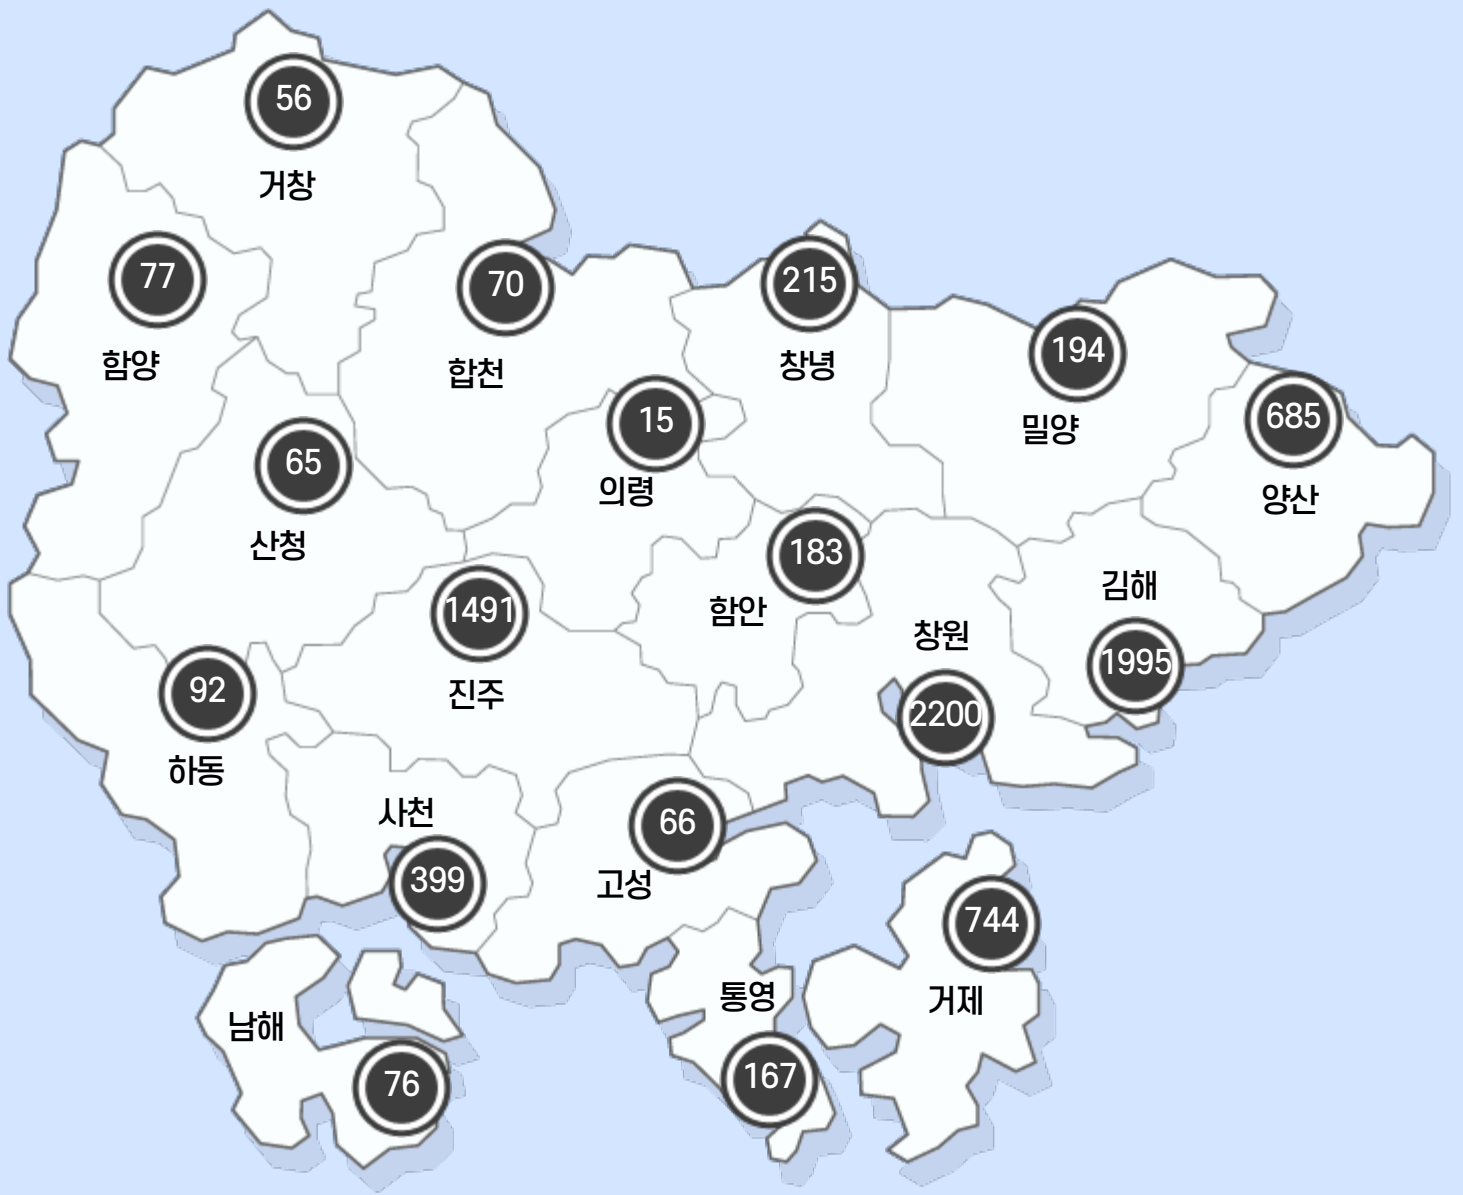 56
거창
77
함양
70
합천
215
창녕
194
밀양
685
양산
15
의령
65
산청
183
함안
김해
1995
창원
2200
1491
진주
92
하동
사천
399
66
고성
744
거제
통영
167
남해
76